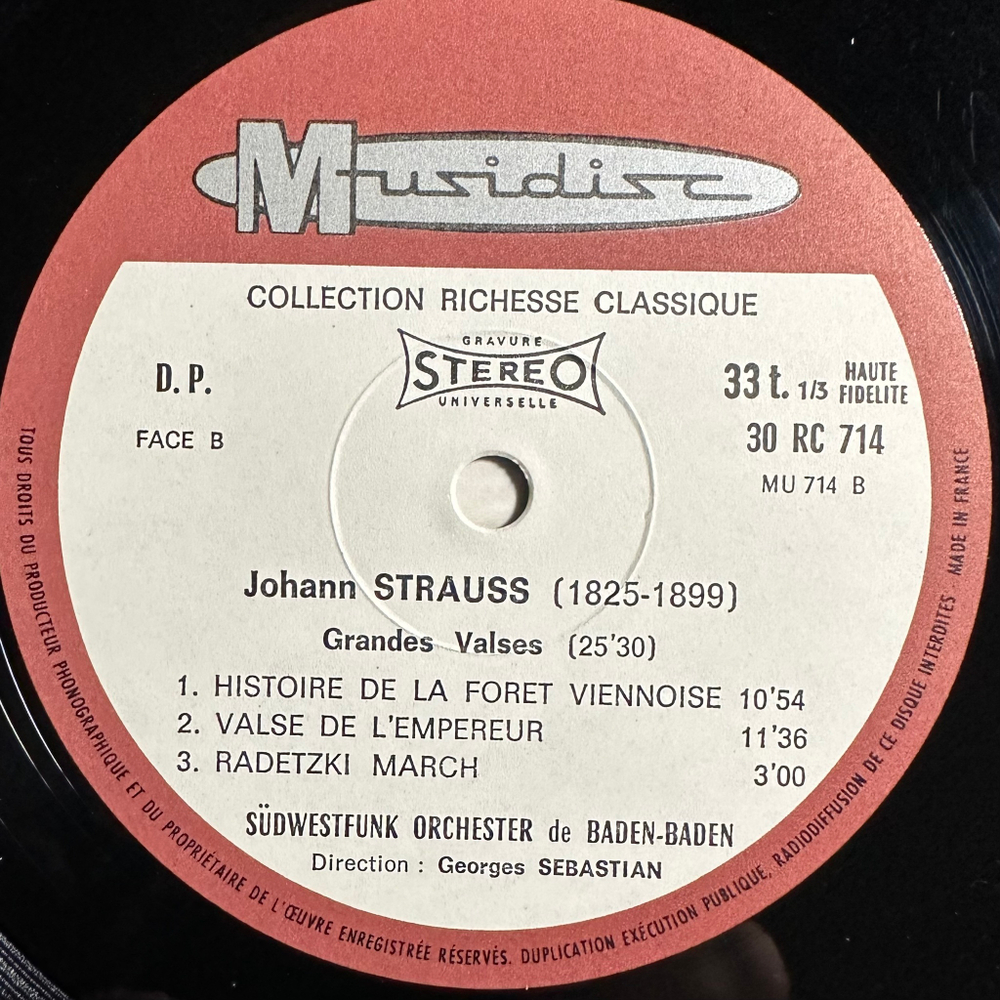 Musidisc
COLLECTION RICHESSE CLASSIQUE
GRAVURE
STEREO
UNIVERSELLE
D. P.
FACE B
33 t. 1/3 HAUTE FIDELITE
30 RC 714
MU 714 B
Johann STRAUSS (1825-1899)
Grandes Valses (25'30)
1. HISTOIRE DE LA FORET VIENNOISE 10'54
2. VALSE DE L'EMPEREUR 11'36
3. RADETZKI MARCH 3'00
SÜDWESTFUNK ORCHESTER de BADEN-BADEN
Direction : Georges SEBASTIAN
TOUS DROITS DU PRODUCTEUR PHONOGRAPHIQUE ET DU PROPRIÉTAIRE DE L'ŒUVRE ENREGISTRÉE RÉSERVÉS. DUPLICATION EXÉCUTION PUBLIQUE, RADIODIFFUSION DE CE DISQUE INTERDITES MADE IN FRANCE